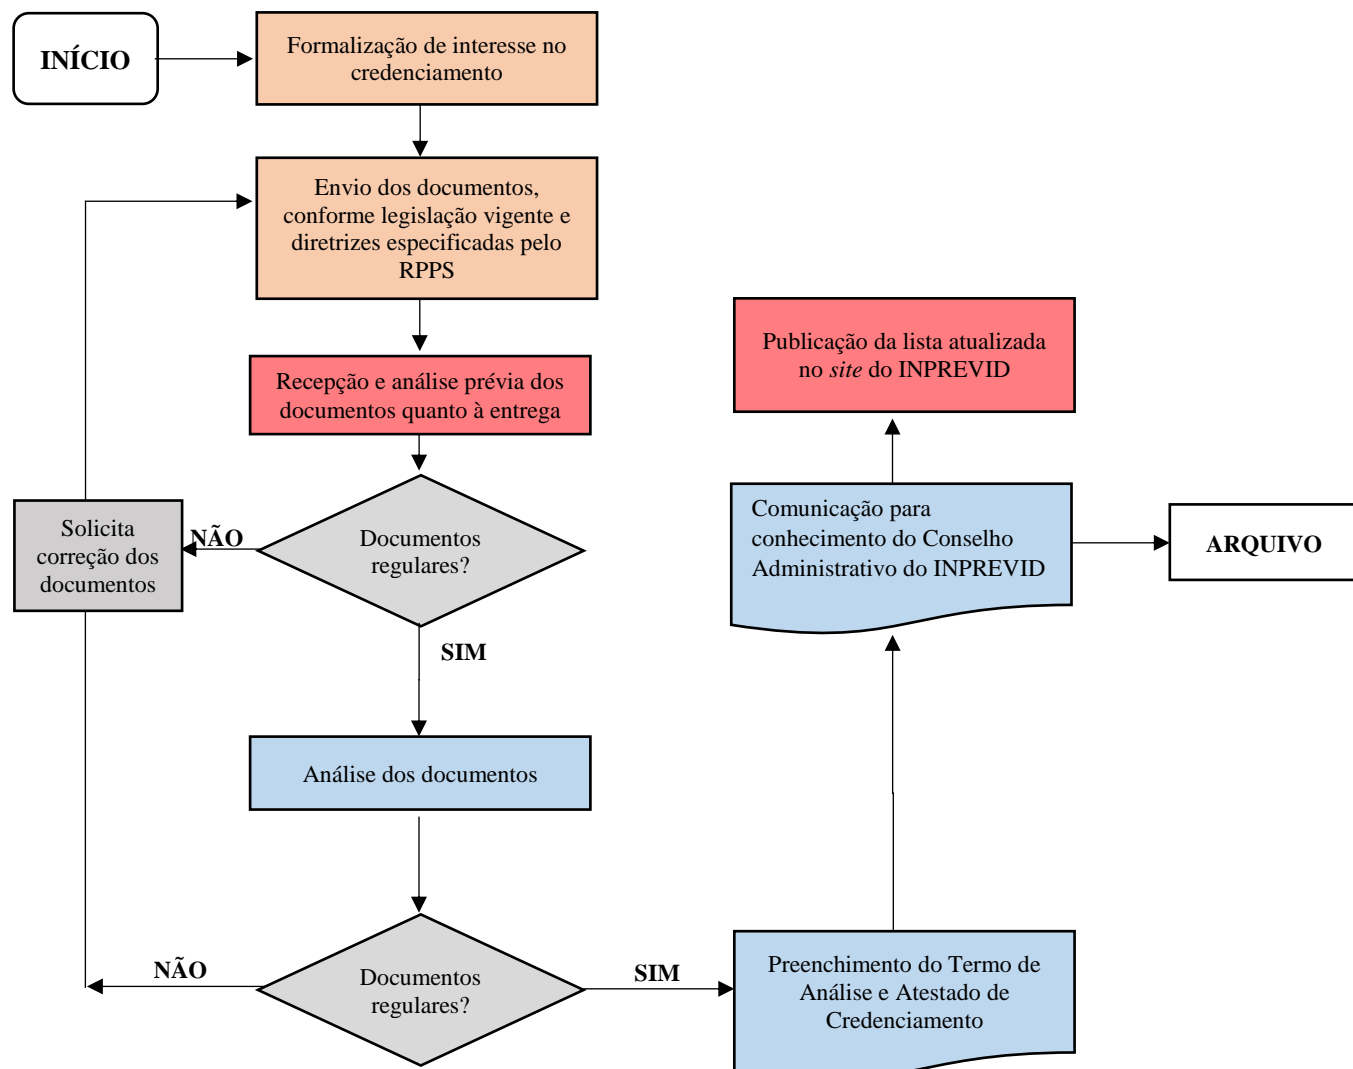 INÍCIO
Formalização de interesse no
credenciamento
Envio dos documentos,
conforme legislação vigente e
diretrizes especificadas pelo
RPPS
Recepção e análise prévia dos
documentos quanto à entrega
Documentos
regulares?
NÃO
Solicita
correção dos
documentos
SIM
Análise dos documentos
Documentos
regulares?
NÃO
SIM
Preenchimento do Termo de
Análise e Atestado de
Credenciamento
Comunicação para
conhecimento do Conselho
Administrativo do INPREVID
ARQUIVO
Publicação da lista atualizada
no site do INPREVID